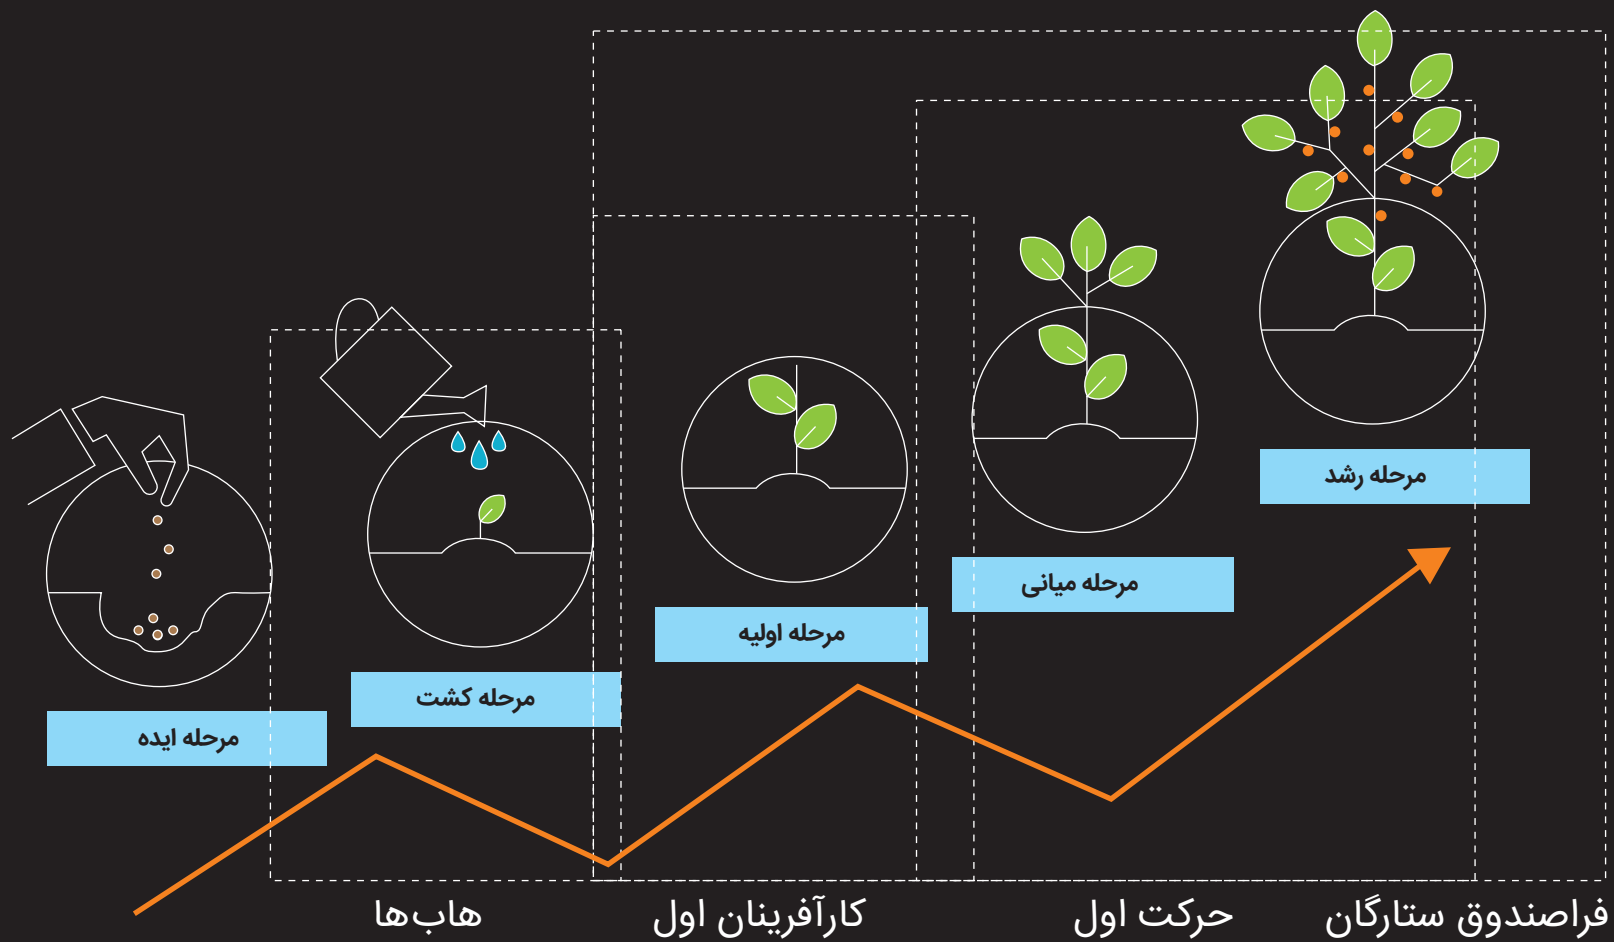 مرحله رشد
مرحله میانی
مرحله اولیه
مرحله کشت
مرحله ایده
فراصندوق ستارگان
حرکت اول
کارآفرینان اول
هاب‌ها